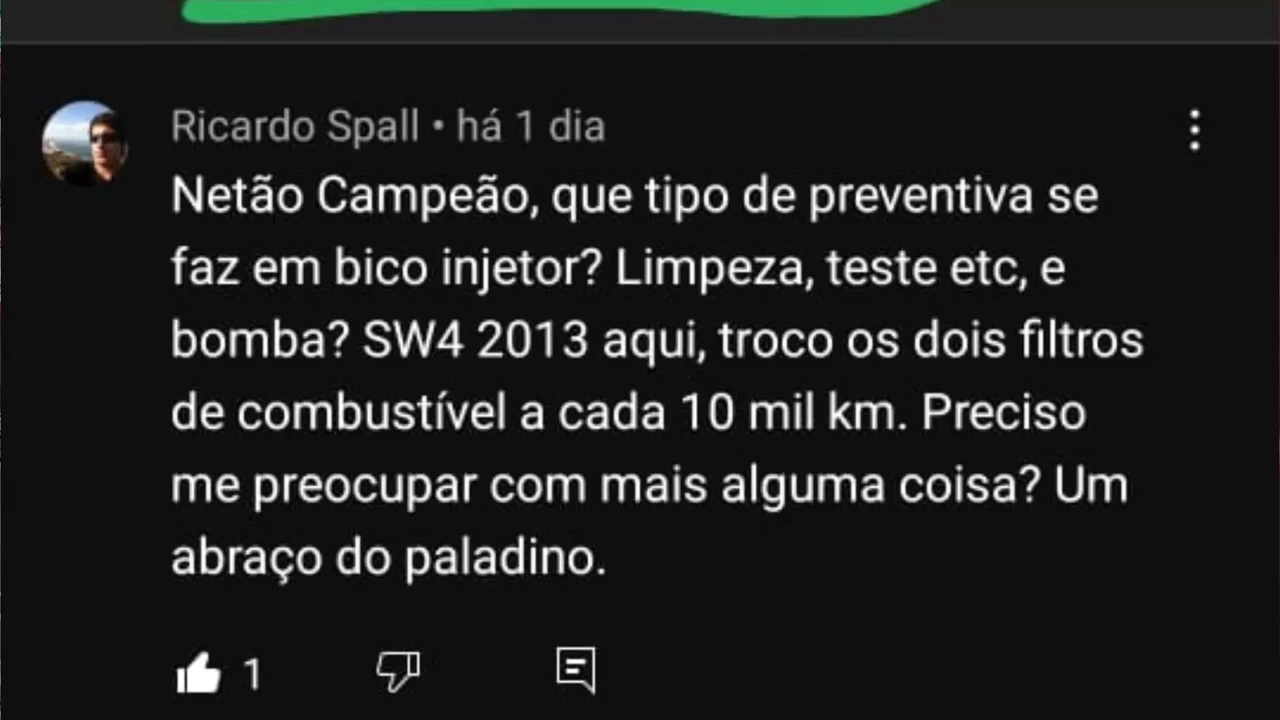 Ricardo Spall • há 1 dia
Netão Campeão, que tipo de preventiva se
faz em bico injetor? Limpeza, teste etc, e
bomba? SW4 2013 aqui, troco os dois filtros
de combustível a cada 10 mil km. Preciso
me preocupar com mais alguma coisa? Um
abraço do paladino.
1